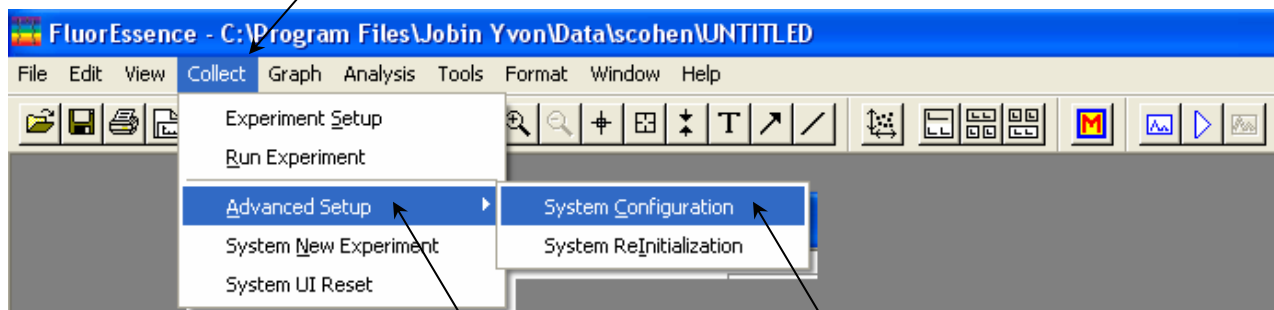 FluorEssence - C:\Program Files\Jobin Yvon\Data\scohen\UNTITLED
File Edit View Collect Graph Analysis Tools Format Window Help
T M
Experiment Setup
Run Experiment
Advanced Setup
System Configuration
System New Experiment
System ReInitialization
System UI Reset